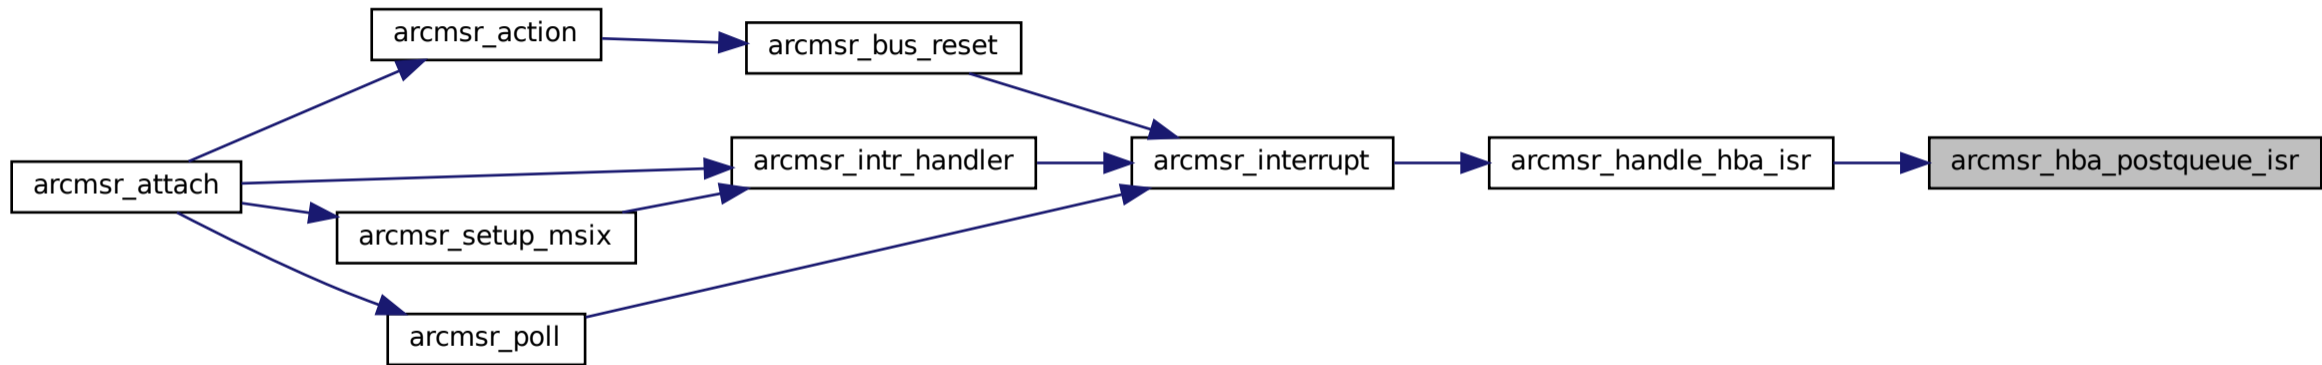 arcmsr_action
arcmsr_bus_reset
arcmsr_intr_handler
arcmsr_interrupt
arcmsr_handle_hba_isr
arcmsr_hba_postqueue_isr
arcmsr_attach
arcmsr_setup_msix
arcmsr_poll